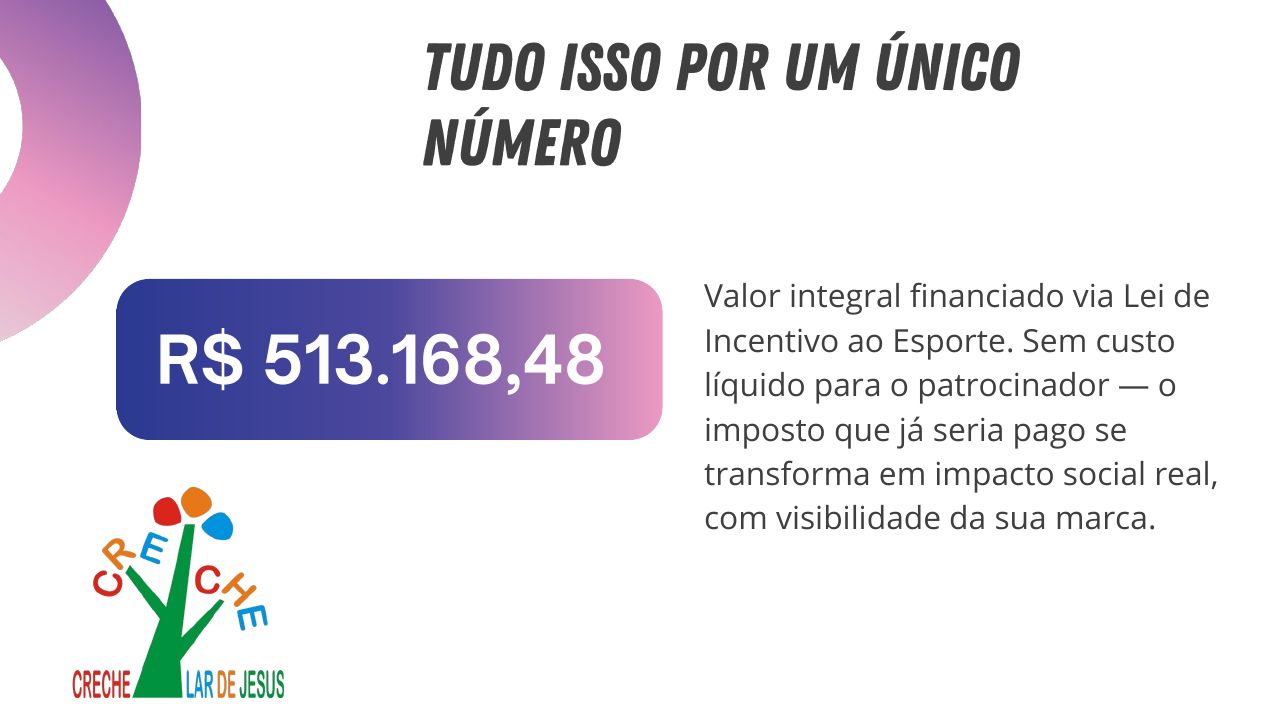 TUDO ISSO POR UM ÚNICO
NÚMERO
R$ 513.168,48
Valor integral financiado via Lei de
Incentivo ao Esporte. Sem custo
líquido para o patrocinador — o
imposto que já seria pago se
transforma em impacto social real,
com visibilidade da sua marca.
CRECHE
CRECHE LAR DE JESUS